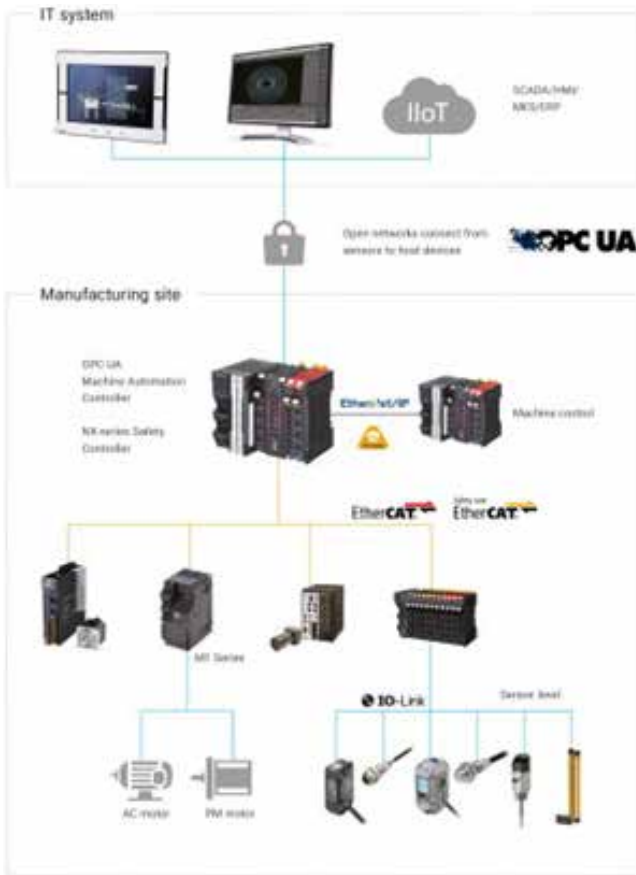 IT system
IIoT
SCADA/HMI/
MES/ERP
Open networks connect from
sensors to host devices
OPC UA
Manufacturing site
OPC UA
Machine Automation
Controller
NX-series Safety
Controller
EtherNet/IP
Machine control
EtherCAT
EtherCAT
M1 Series
IO-Link
Sensor level
AC motor
PM motor